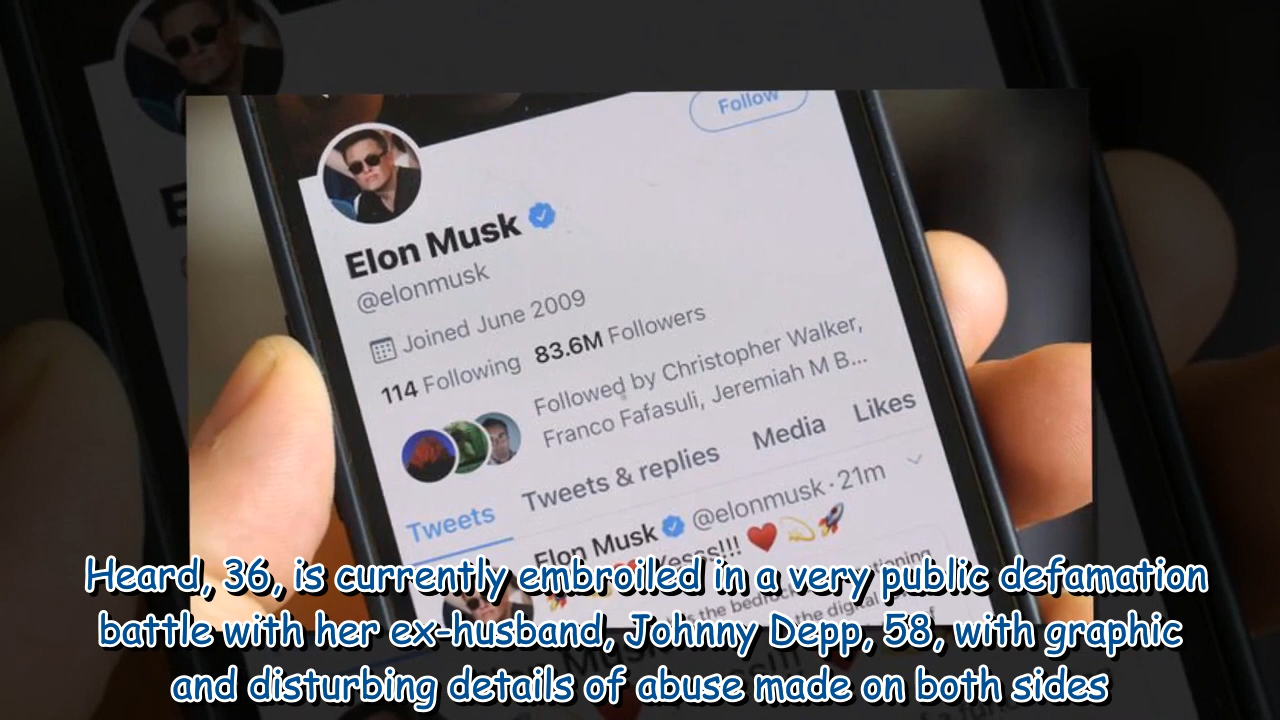 Follow
Elon Musk
@elonmusk
Joined June 2009
114 Following 83.6M Followers
Followed by Christopher Walker,
Franco Fafasuli, Jeremiah M B...
Tweets Tweets & replies Media Likes
Elon Musk @elonmusk · 21m
🚀 Yesss!!! ❤️ 💫 🚀
Heard, 36, is currently embroiled in a very public defamation
battle with her ex-husband, Johnny Depp, 58, with graphic
and disturbing details of abuse made on both sides